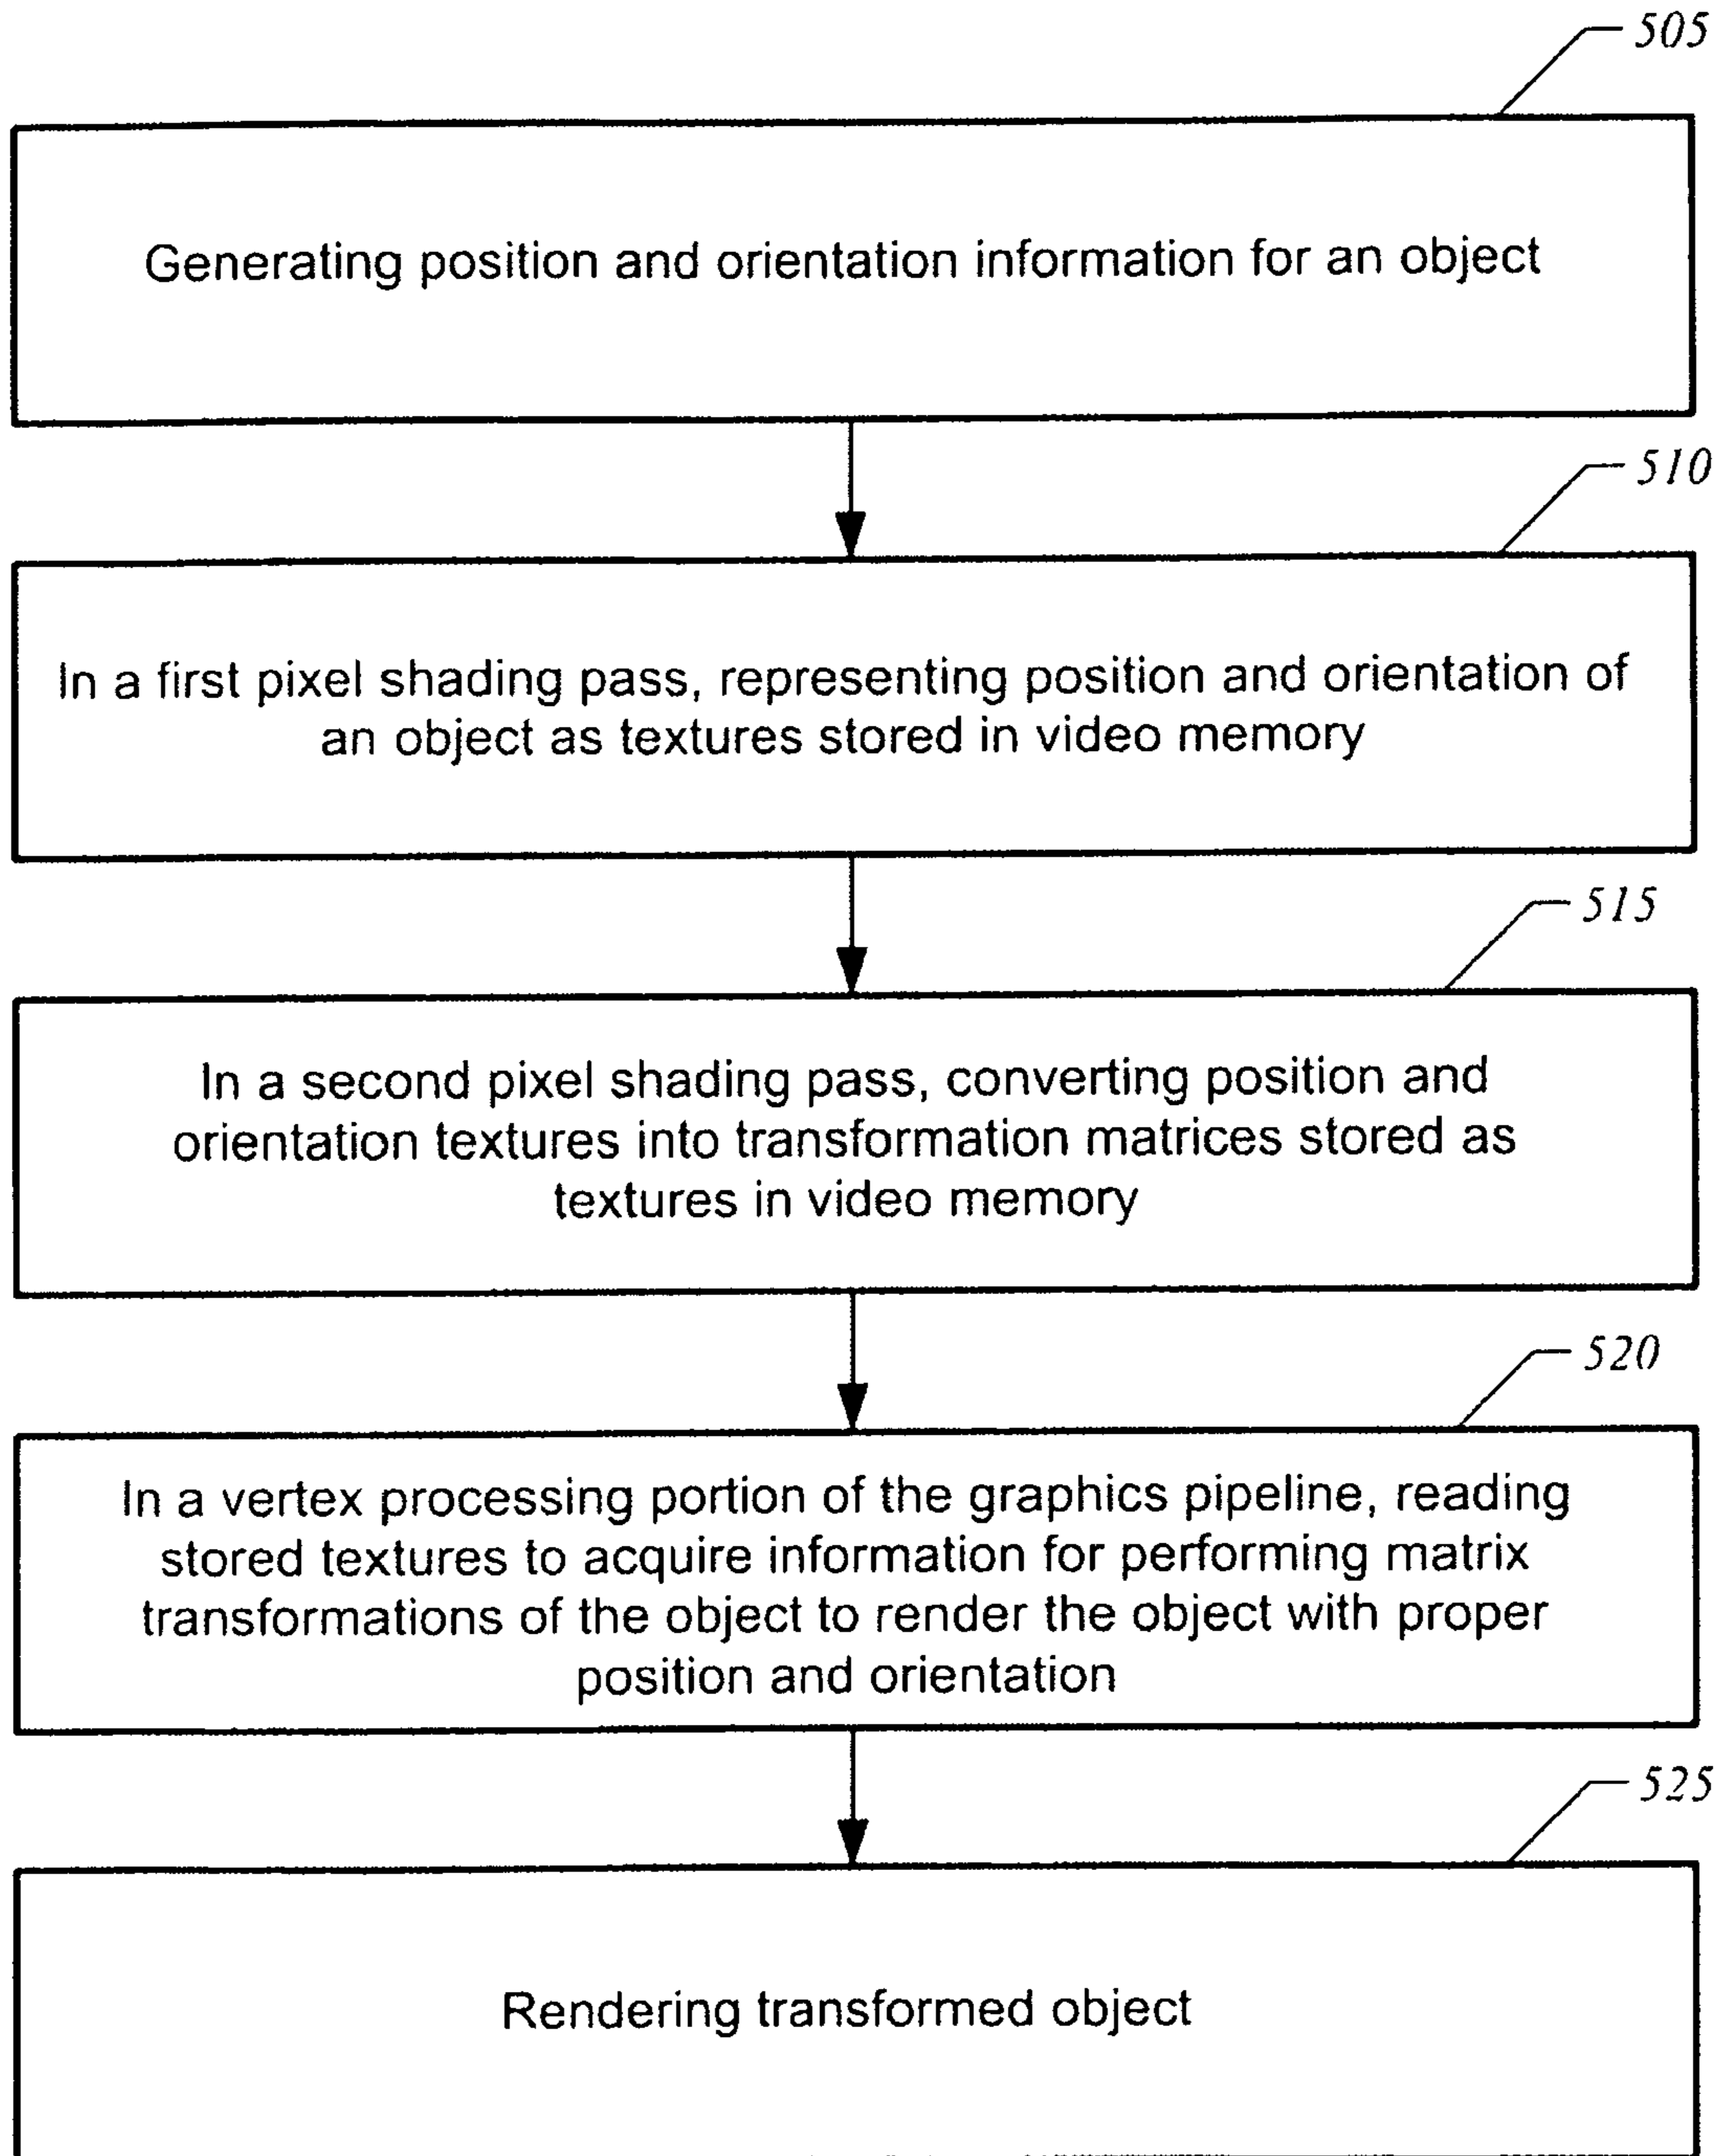 505
Generating position and orientation information for an object
510
In a first pixel shading pass, representing position and orientation of
an object as textures stored in video memory
515
In a second pixel shading pass, converting position and
orientation textures into transformation matrices stored as
textures in video memory
520
In a vertex processing portion of the graphics pipeline, reading
stored textures to acquire information for performing matrix
transformations of the object to render the object with proper
position and orientation
525
Rendering transformed object